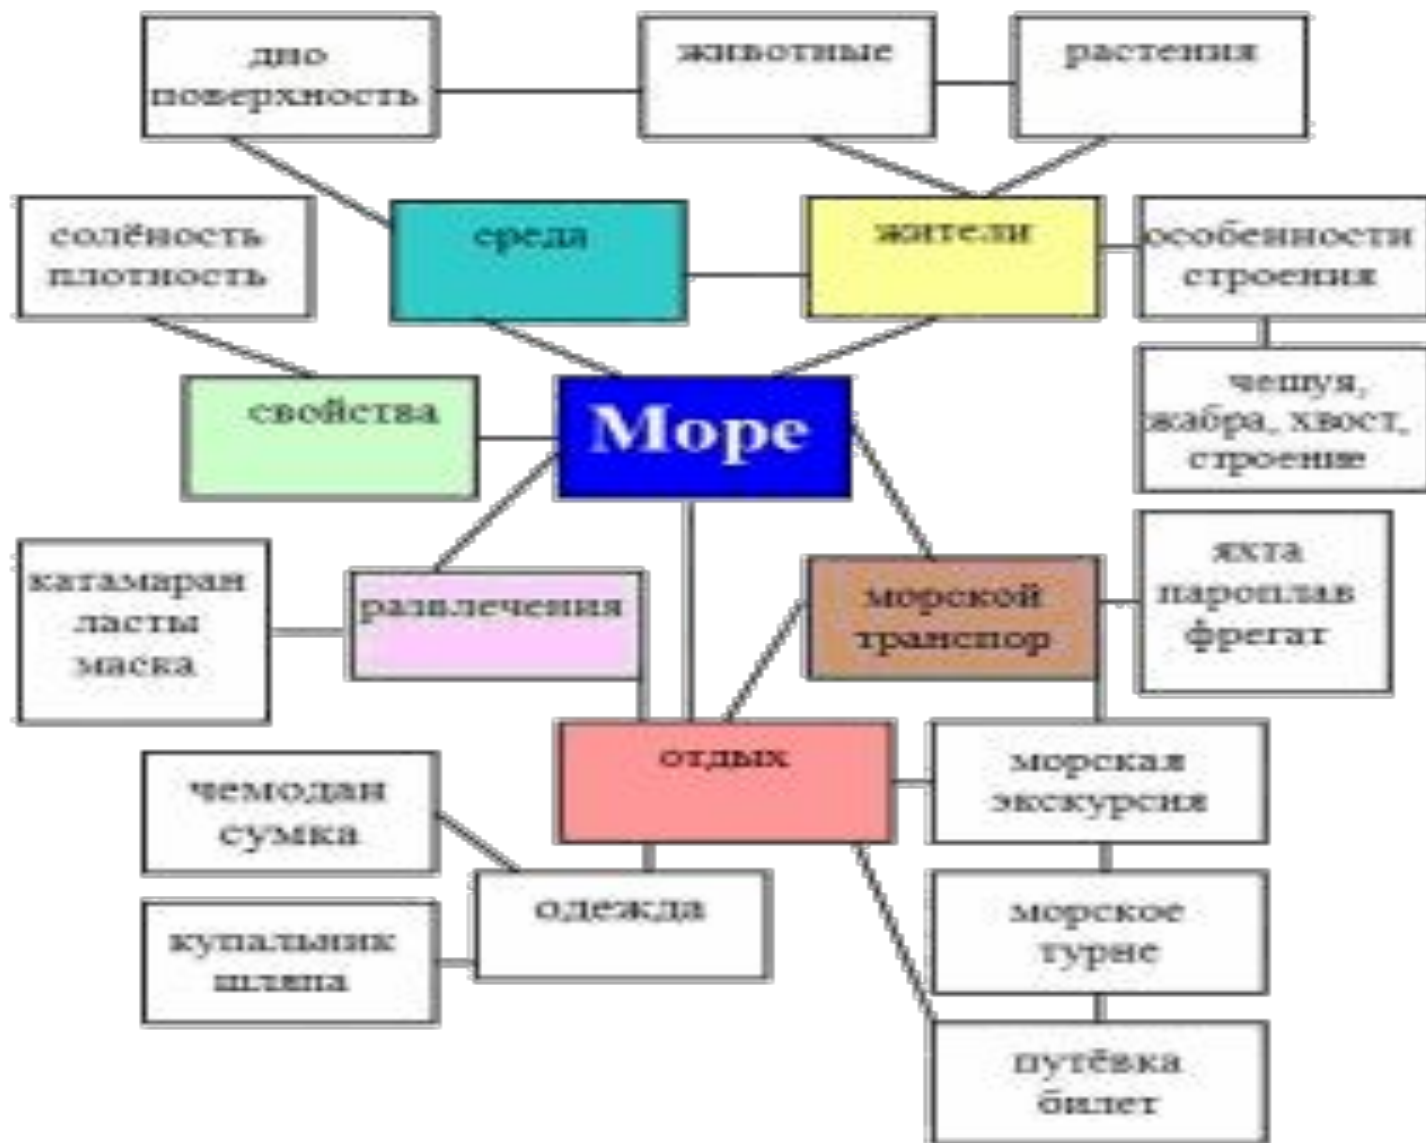 дно
поверхность
животные
растения
солёность
плотность
среда
жители
особенности
строения
свойства
Море
чешуя,
жабра, хвост,
строение
катамаран
ласты
маска
развлечения
морской
транспор
яхта
пароплав
фрегат
отдых
морская
экскурсия
чемодан
сумка
одежда
морское
турне
купальник
шляпа
путёвка
билет